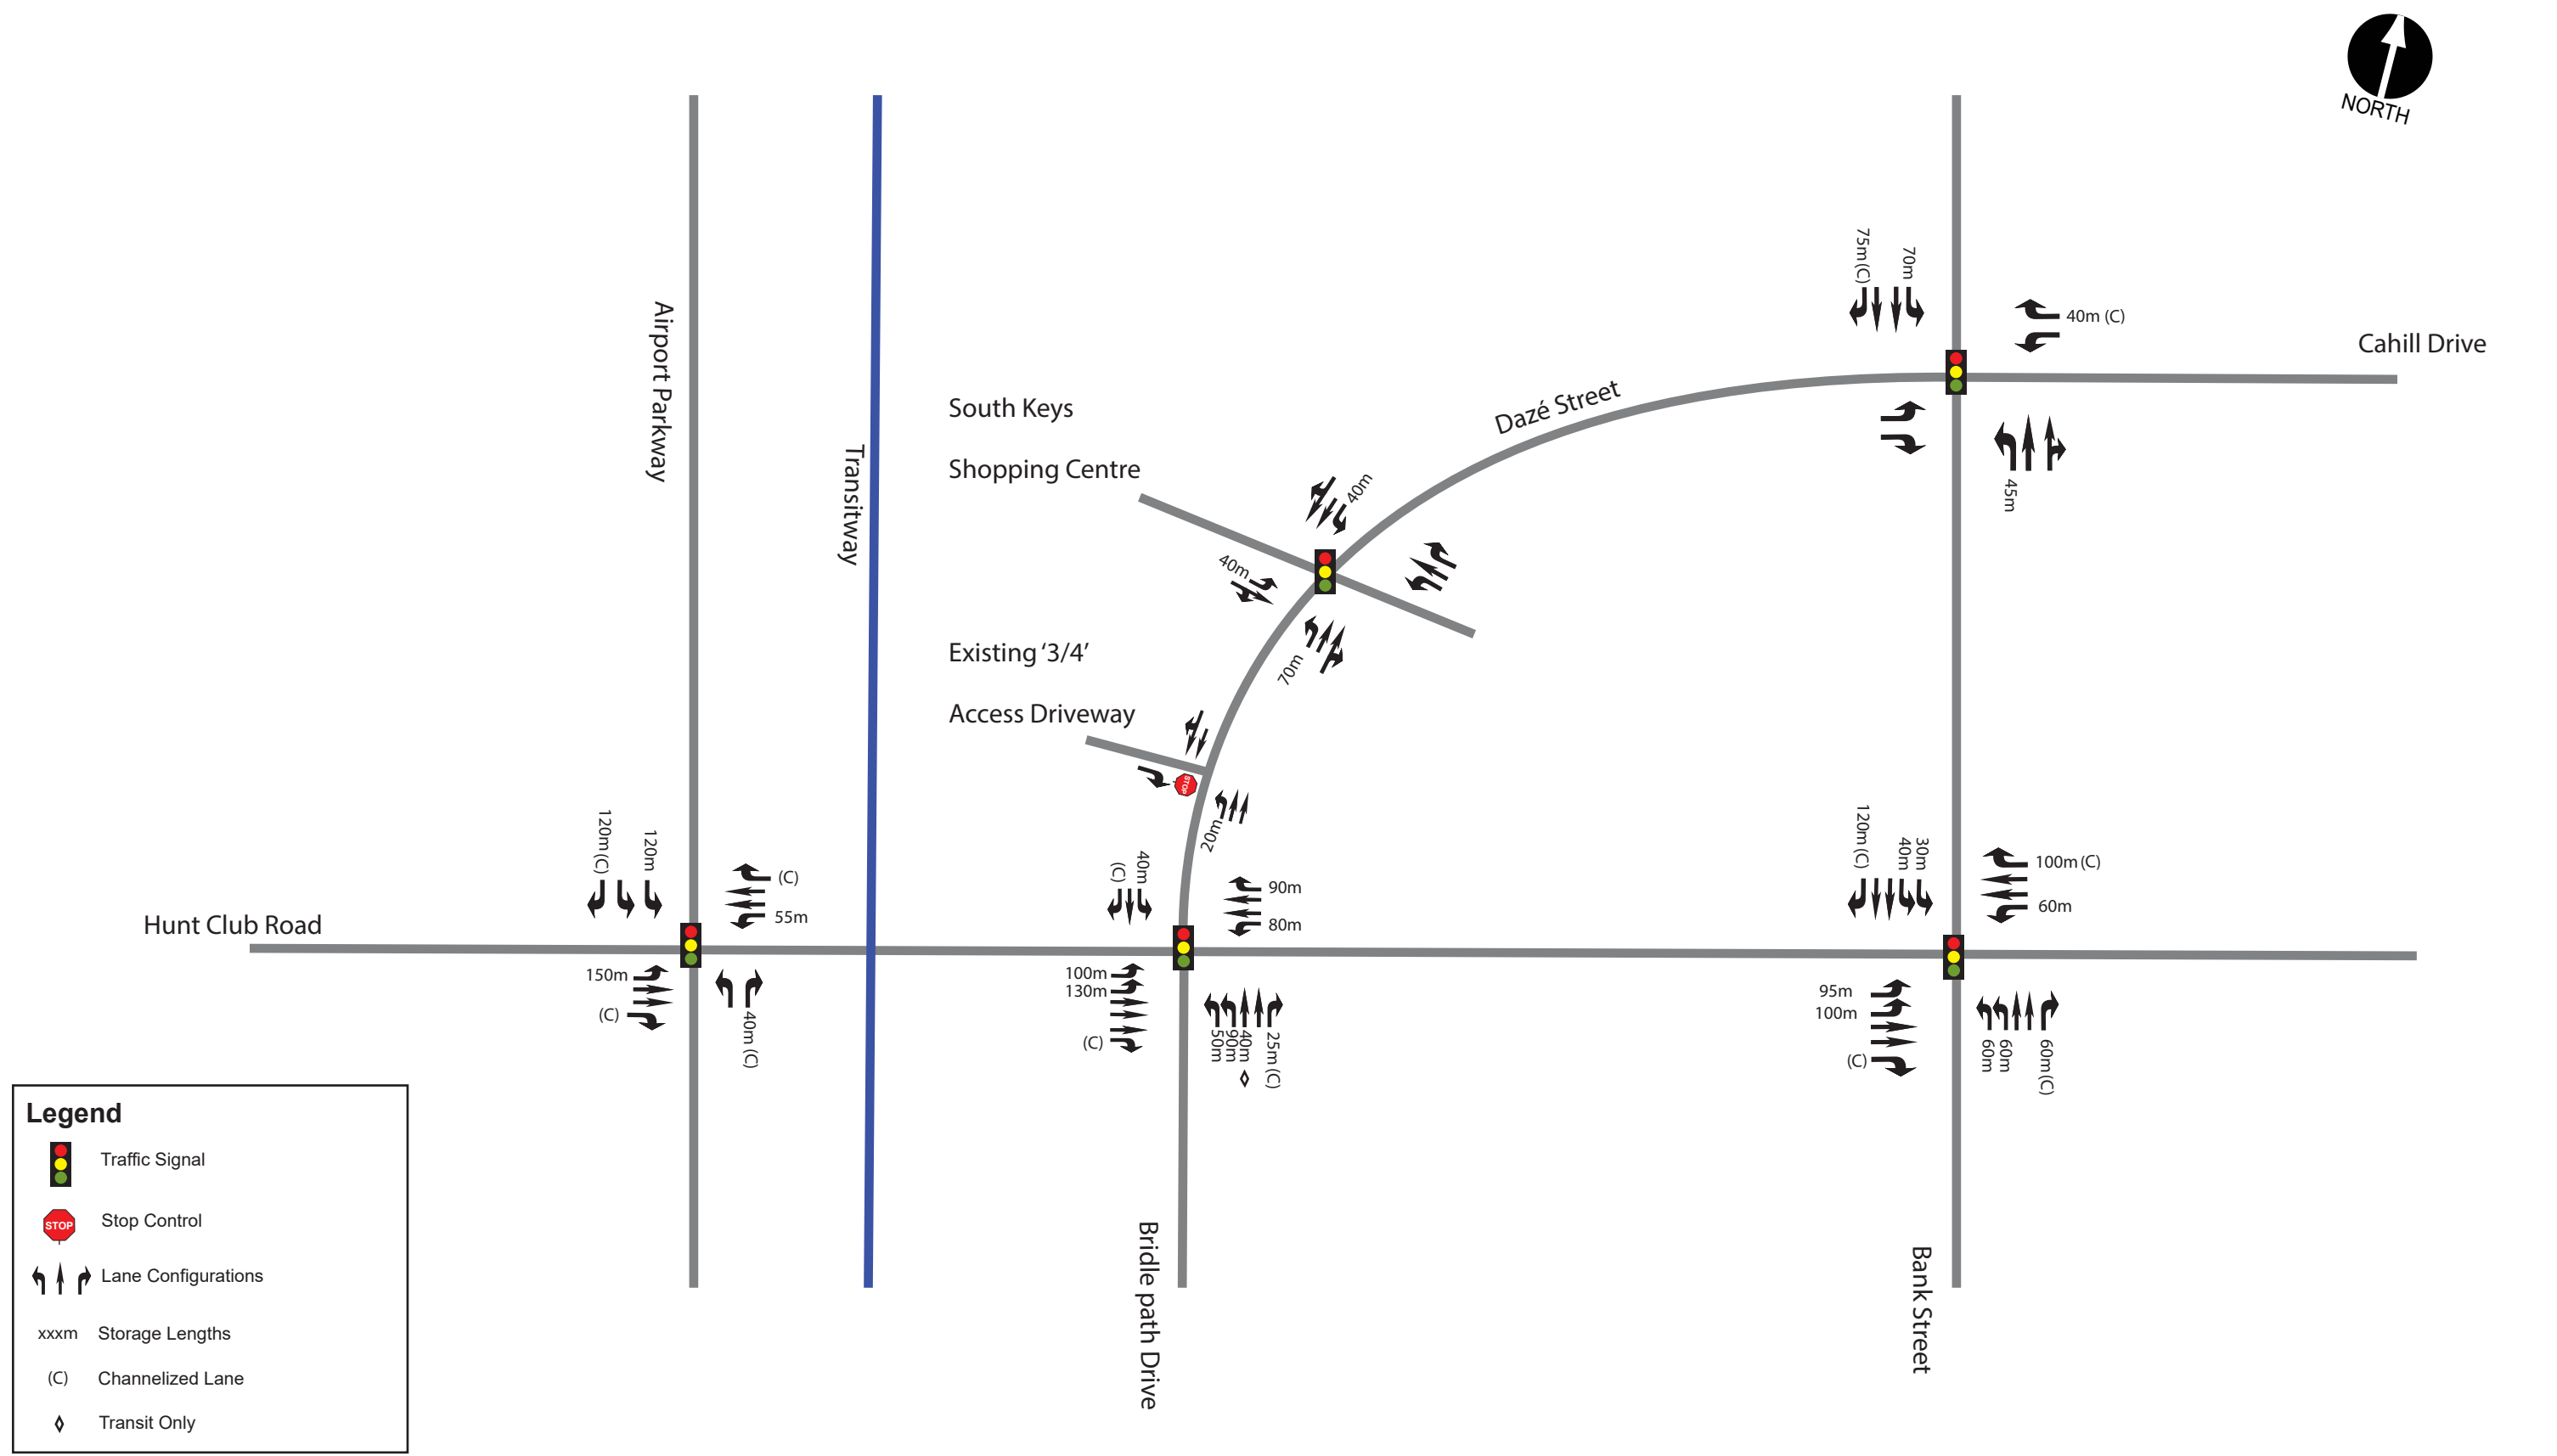 NORTH
75m (C)
70m
40m (C)
Cahill Drive
Airport Parkway
Transitway
South Keys
Shopping Centre
Dazé Street
45m
40m
40m
70m
Existing ‘3/4’
Access Driveway
STOP
20m
120m (C)
120m
(C)
55m
(C)
40m
90m
80m
120m (C)
40m
30m
100m (C)
60m
Hunt Club Road
150m
(C)
40m (C)
100m
130m
(C)
50m
90m
40m
25m (C)
95m
100m
(C)
60m
60m
60m (C)
Bridle path Drive
Bank Street
Legend
Traffic Signal
STOP
Stop Control
Lane Configurations
xxxm Storage Lengths
(C) Channelized Lane
Transit Only